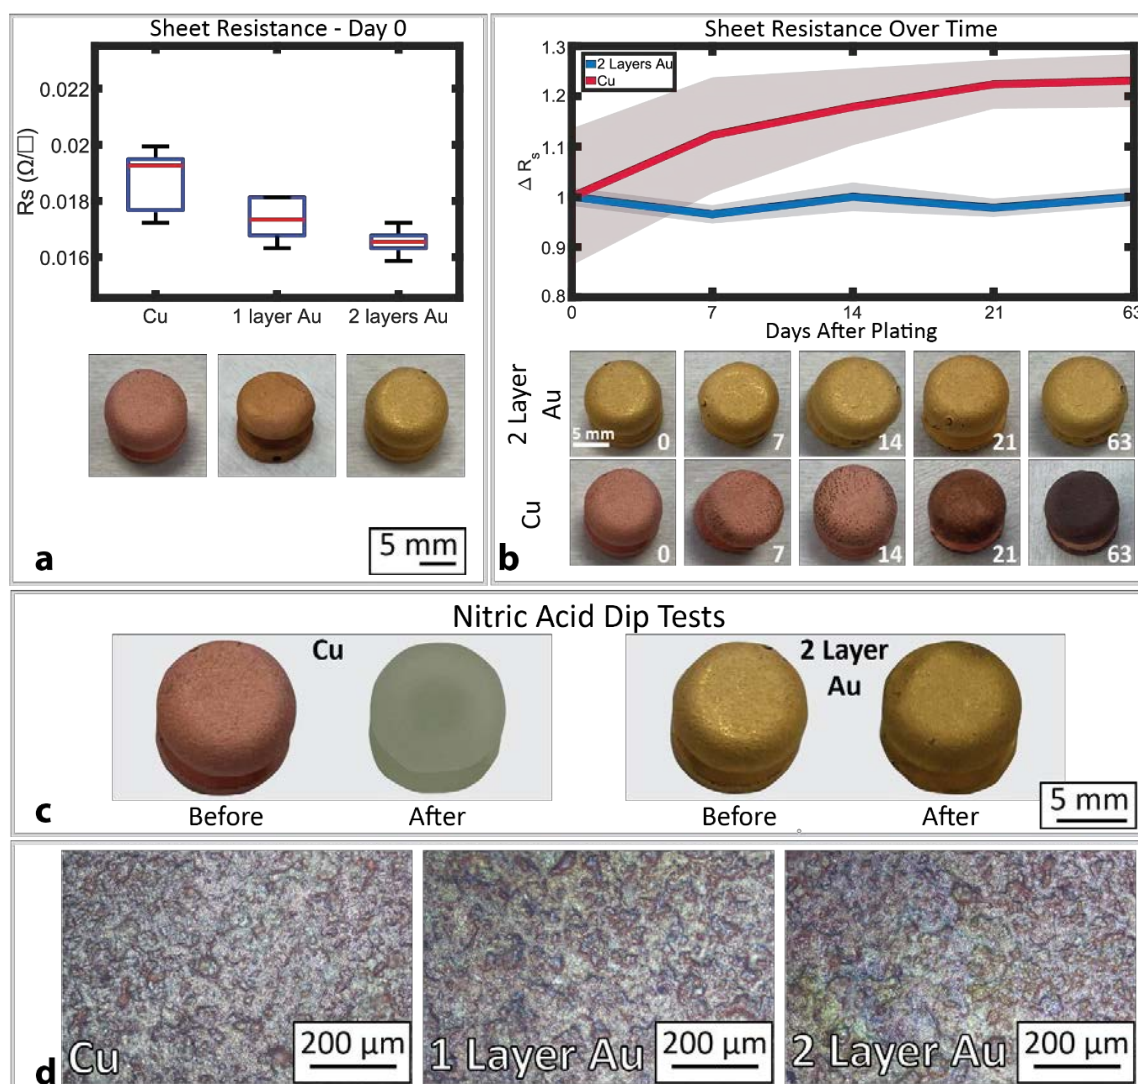 Sheet Resistance - Day 0
Rs (Ω/□)
0.022
0.02
0.018
0.016
Cu
1 layer Au
2 layers Au
5 mm
a
Sheet Resistance Over Time
2 Layers Au
Cu
Δ Rs
1.3
1.2
1.1
1
0.9
0.8
0
7
14
21
63
Days After Plating
2 Layer
Au
5 mm
0
7
14
21
63
Cu
0
7
14
21
63
b
Nitric Acid Dip Tests
Cu
Before
After
2 Layer
Au
Before
After
5 mm
c
Cu
200 µm
1 Layer Au
200 µm
2 Layer Au
200 µm
d